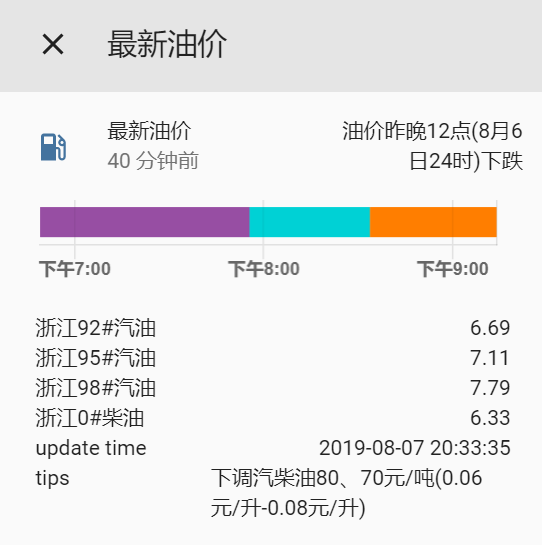 最新油价
最新油价
40 分钟前
油价昨晚12点(8月6
日24时)下跌
下午7:00 下午8:00 下午9:00
浙江92#汽油 6.69
浙江95#汽油 7.11
浙江98#汽油 7.79
浙江0#柴油 6.33
update time 2019-08-07 20:33:35
tips 下调汽柴油80、70元/吨(0.06
元/升-0.08元/升)